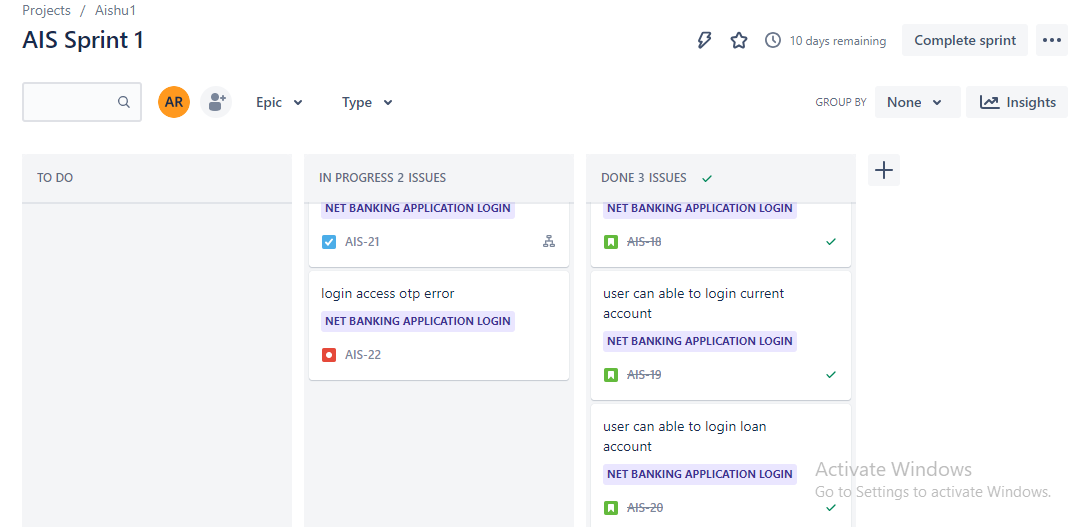 Projects / Aishu1
AIS Sprint 1
10 days remaining
Complete sprint
AR
Epic
Type
GROUP BY
None
Insights
TO DO
IN PROGRESS 2 ISSUES
NET BANKING APPLICATION LOGIN
AIS-21
login access otp error
NET BANKING APPLICATION LOGIN
AIS-22
DONE 3 ISSUES
NET BANKING APPLICATION LOGIN
AIS-18
user can able to login current
account
NET BANKING APPLICATION LOGIN
AIS-19
user can able to login loan
account
NET BANKING APPLICATION LOGIN
AIS-20
Activate Windows
Go to Settings to activate Windows.